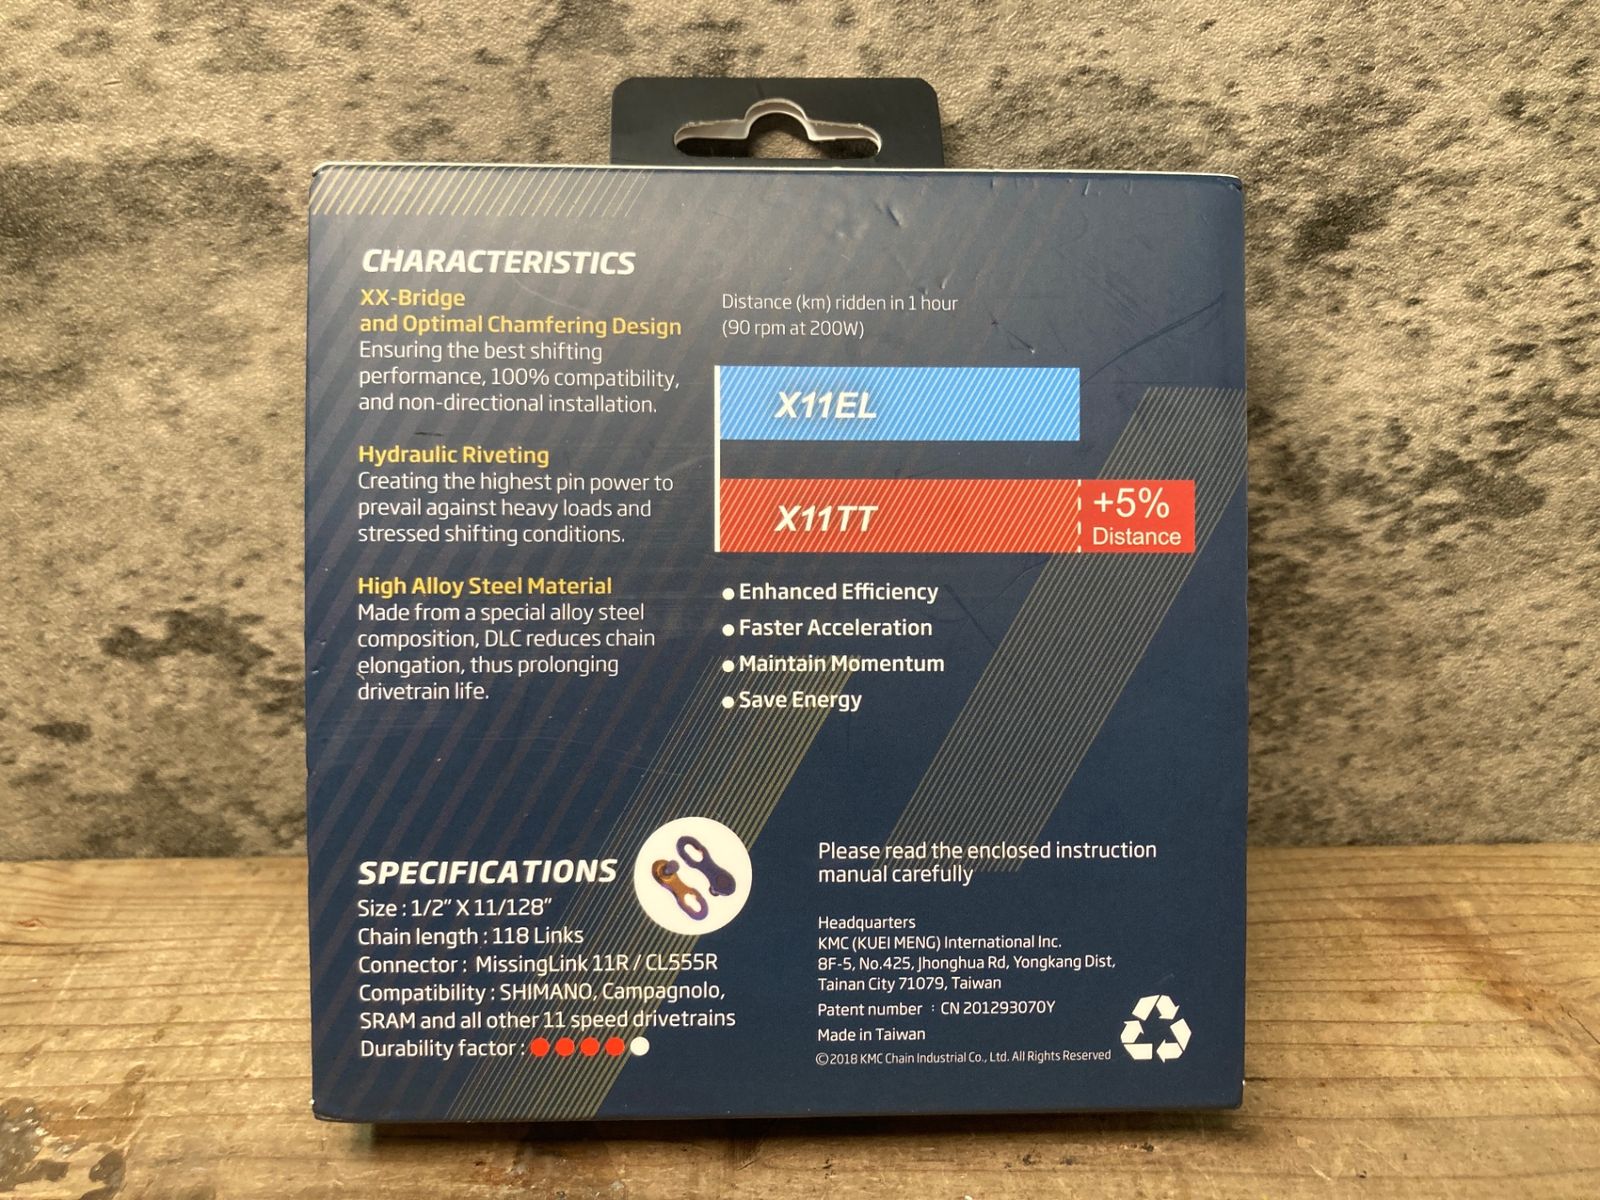 CHARACTERISTICS
XX-Bridge
and Optimal Chamfering Design
Ensuring the best shifting
performance, 100% compatibility,
and non-directional installation.
Hydraulic Riveting
Creating the highest pin power to
prevail against heavy loads and
stressed shifting conditions.
High Alloy Steel Material
Made from a special alloy steel
composition, DLC reduces chain
elongation, thus prolonging
drivetrain life.
Distance (km) ridden in 1 hour
(90 rpm at 200W)
X11EL
X11TT
+5%
Distance
● Enhanced Efficiency
● Faster Acceleration
● Maintain Momentum
● Save Energy
SPECIFICATIONS
Size : 1/2” X 11/128”
Chain length : 118 Links
Connector : MissingLink 11R / CL555R
Compatibility : SHIMANO, Campagnolo,
SRAM and all other 11 speed drivetrains
Durability factor :
Please read the enclosed instruction
manual carefully
Headquarters
KMC (KUEI MENG) International Inc.
8F-5, No.425, Jhonghua Rd, Yongkang Dist,
Tainan City 71079, Taiwan
Patent number : CN 201293070Y
Made in Taiwan
©2018 KMC Chain Industrial Co., Ltd. All Rights Reserved